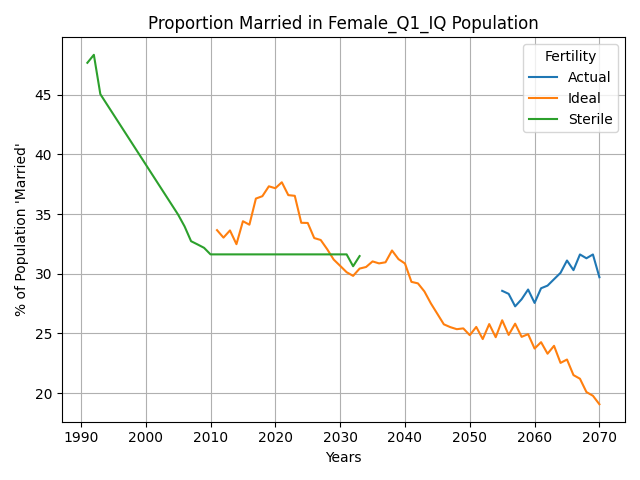 Proportion Married in Female_Q1_IQ Population
% of Population 'Married'
45
40
35
30
25
20
Fertility
Actual
Ideal
Sterile
1990 2000 2010 2020 2030 2040 2050 2060 2070
Years